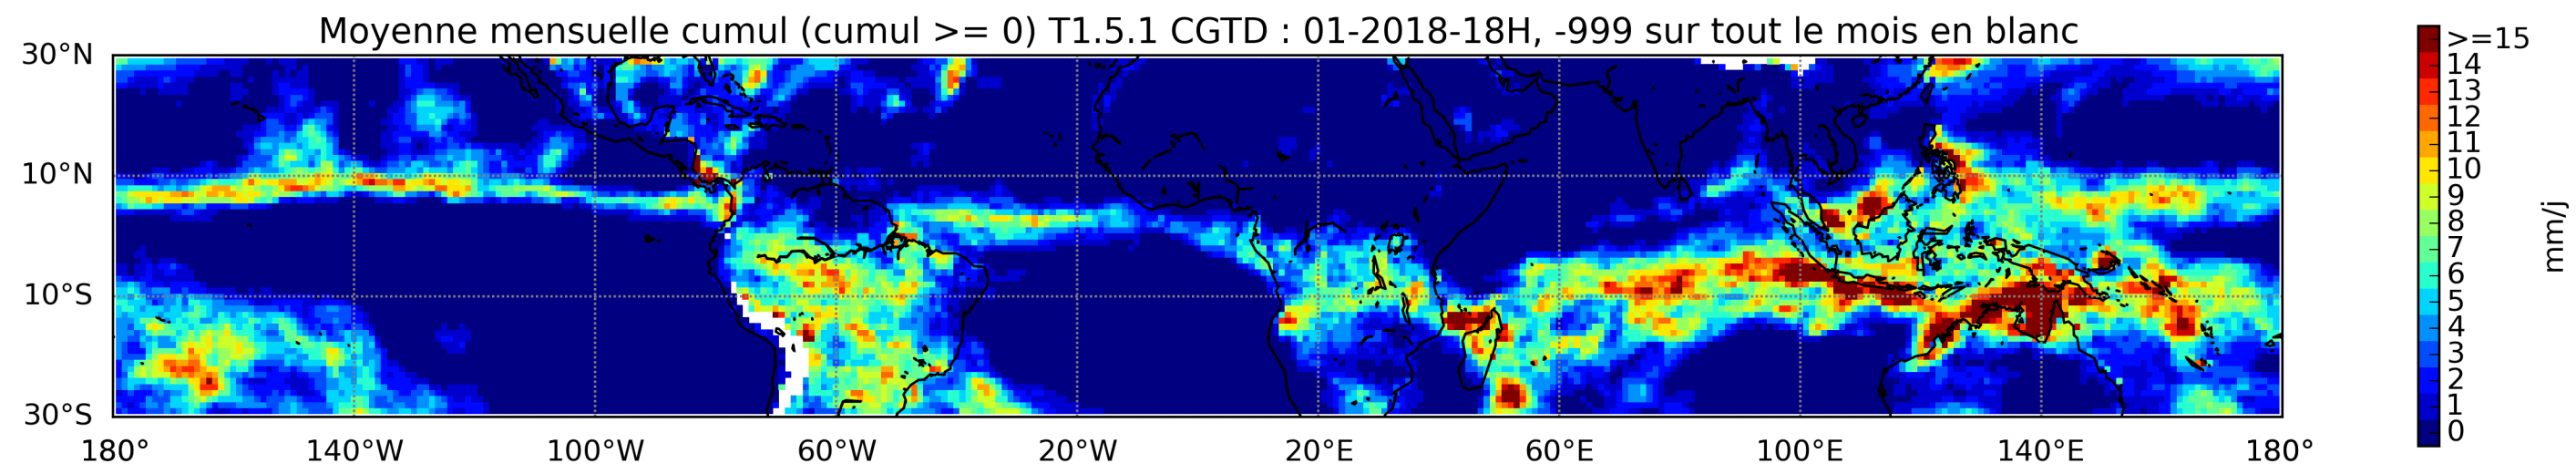 Moyenne mensuelle cumul (cumul >= 0) T1.5.1 CGTD : 01-2018-18H, -999 sur tout le mois en blanc
30°N
10°N
10°S
30°S
180°
140°W
100°W
60°W
20°W
20°E
60°E
100°E
140°E
180°
>=15
14
13
12
11
10
9
8
7
6
5
4
3
2
1
0
mm/j